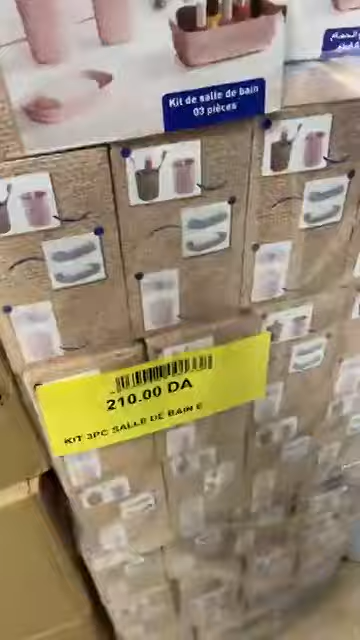 Kit de salle de bain
03 pièces
210.00 DA
KIT 3PC SALLE DE BAIN E